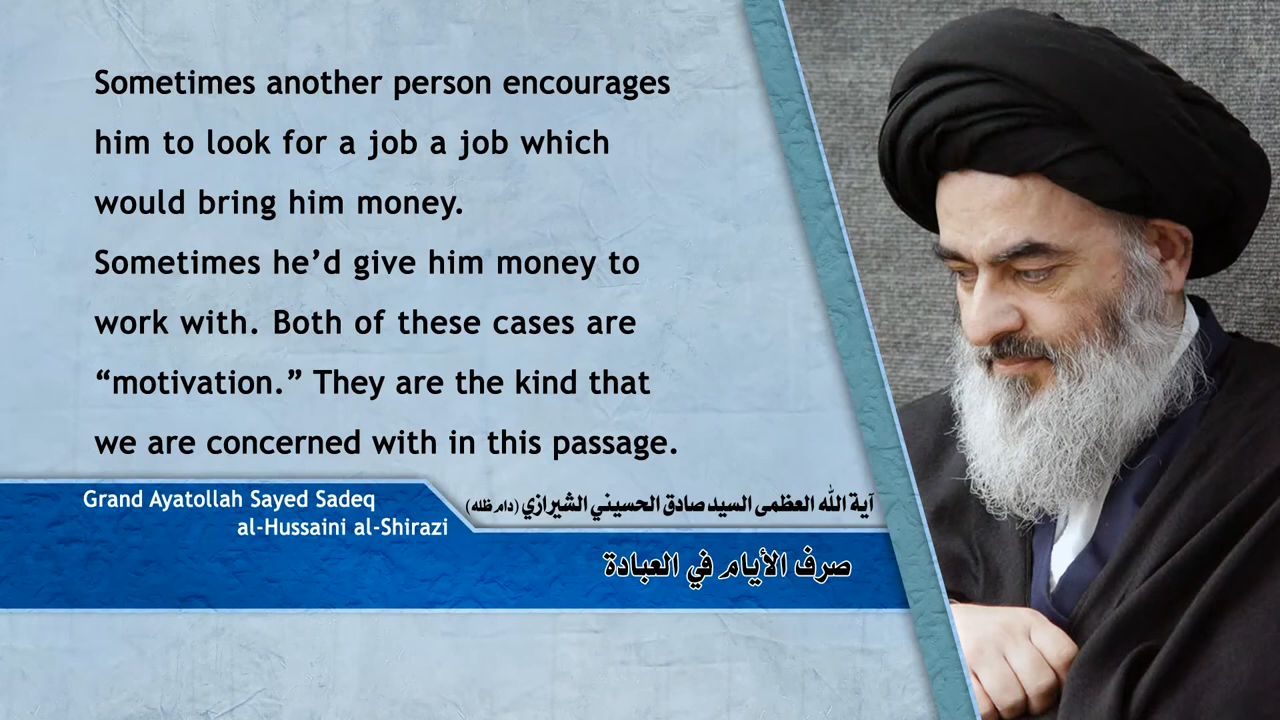 Sometimes another person encourages
him to look for a job a job which
would bring him money.
Sometimes he’d give him money to
work with. Both of these cases are
“motivation.” They are the kind that
we are concerned with in this passage.
Grand Ayatollah Sayed Sadeq
al-Hussaini al-Shirazi
آية الله العظمى السيد صادق الحسيني الشيرازي (دام ظله)
صرف الأيام في العبادة